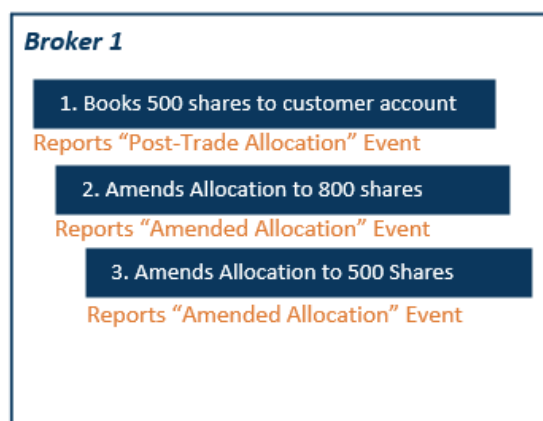 Broker 1
1. Books 500 shares to customer account
Reports “Post-Trade Allocation” Event
2. Amends Allocation to 800 shares
Reports “Amended Allocation” Event
3. Amends Allocation to 500 Shares
Reports “Amended Allocation” Event